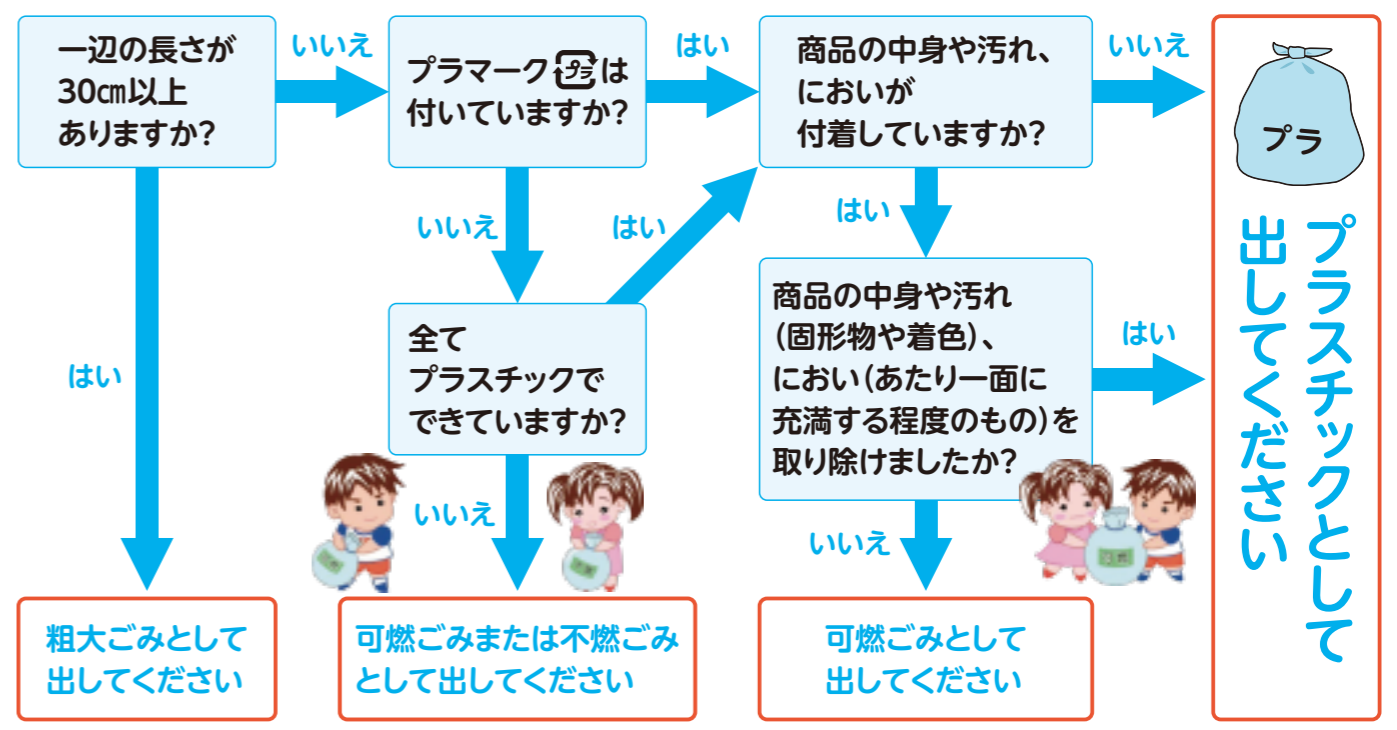 一辺の長さが
30㎝以上
ありますか?
いいえ
はい
プラマーク プラ は
付いていますか?
はい
いいえ
全て
プラスチックで
できていますか?
はい
いいえ
商品の中身や汚れ、
においが
付着していますか?
いいえ
はい
商品の中身や汚れ
(固形物や着色)、
におい(あたり一面に
充満する程度のもの)を
取り除けましたか?
はい
いいえ
プラ
プラスチックとして
出してください
粗大ごみとして
出してください
可燃ごみまたは不燃ごみ
として出してください
可燃ごみとして
出してください